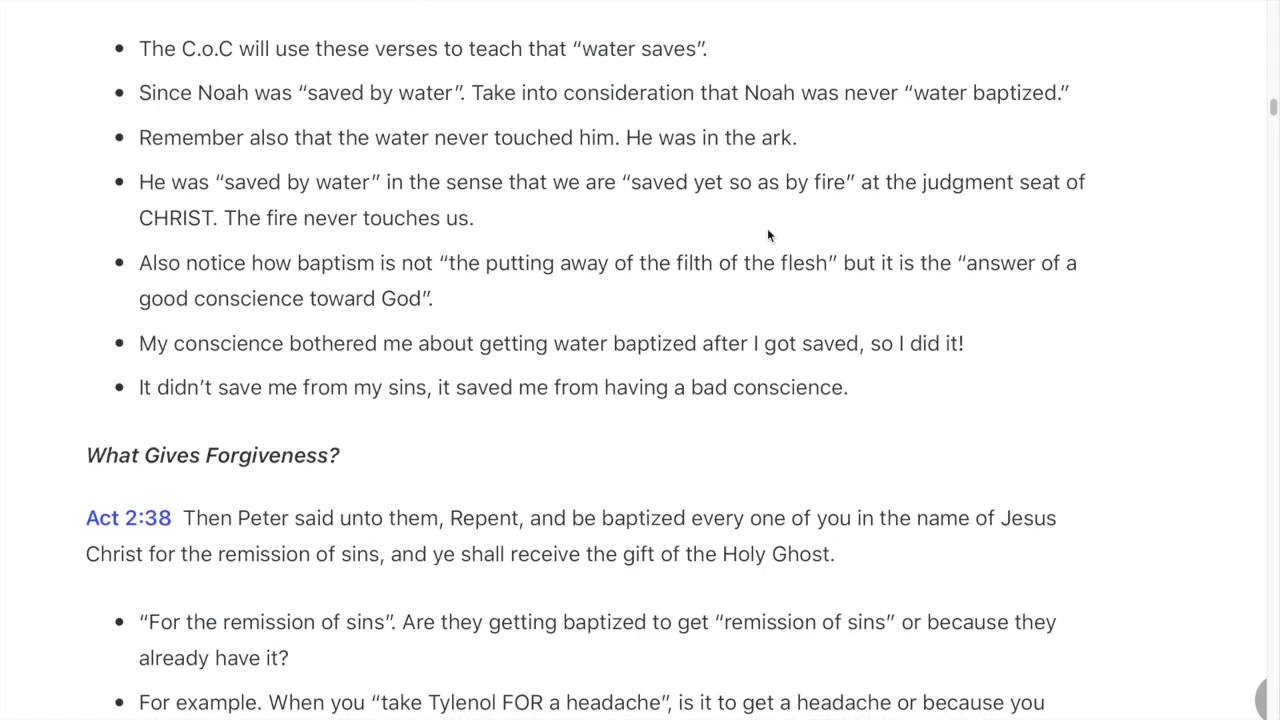 • The C.o.C will use these verses to teach that “water saves”.
• Since Noah was “saved by water”. Take into consideration that Noah was never “water baptized.”
• Remember also that the water never touched him. He was in the ark.
• He was “saved by water” in the sense that we are “saved yet so as by fire” at the judgment seat of
CHRIST. The fire never touches us.
• Also notice how baptism is not “the putting away of the filth of the flesh” but it is the “answer of a
good conscience toward God”.
• My conscience bothered me about getting water baptized after I got saved, so I did it!
• It didn’t save me from my sins, it saved me from having a bad conscience.
What Gives Forgiveness?
Act 2:38 Then Peter said unto them, Repent, and be baptized every one of you in the name of Jesus
Christ for the remission of sins, and ye shall receive the gift of the Holy Ghost.
• “For the remission of sins”. Are they getting baptized to get “remission of sins” or because they
already have it?
• For example. When you “take Tylenol FOR a headache”, is it to get a headache or because you